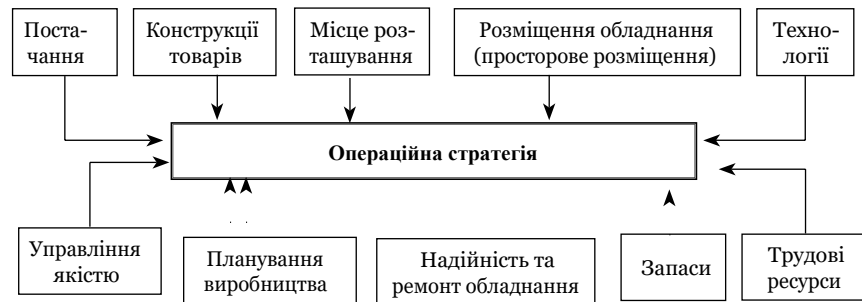 Поста-
чання
Конструкції
товарів
Місце роз-
ташування
Розміщення обладнання
(просторове розміщення)
Техно-
логії
Операційна стратегія
Управління
якістю
Планування
виробництва
Надійність та
ремонт обладнання
Запаси
Трудові
ресурси